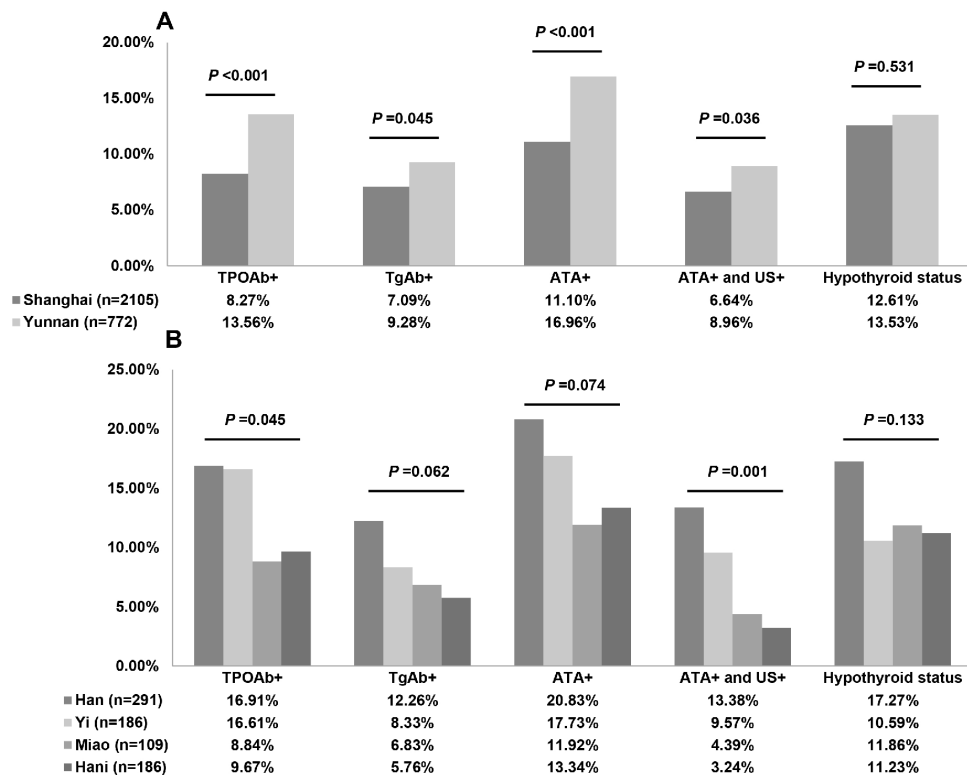 A
20.00%
P <0.001
P <0.001
P =0.531
15.00%
P =0.045
P =0.036
10.00%
5.00%
0.00%
TPOAb+ TgAb+ ATA+ ATA+ and US+ Hypothyroid status
Shanghai (n=2105) 8.27% 7.09% 11.10% 6.64% 12.61%
Yunnan (n=772) 13.56% 9.28% 16.96% 8.96% 13.53%
B
25.00%
P =0.074
P =0.045
P =0.133
20.00%
P =0.062
P =0.001
15.00%
10.00%
5.00%
0.00%
TPOAb+ TgAb+ ATA+ ATA+ and US+ Hypothyroid status
Han (n=291) 16.91% 12.26% 20.83% 13.38% 17.27%
Yi (n=186) 16.61% 8.33% 17.73% 9.57% 10.59%
Miao (n=109) 8.84% 6.83% 11.92% 4.39% 11.86%
Hani (n=186) 9.67% 5.76% 13.34% 3.24% 11.23%